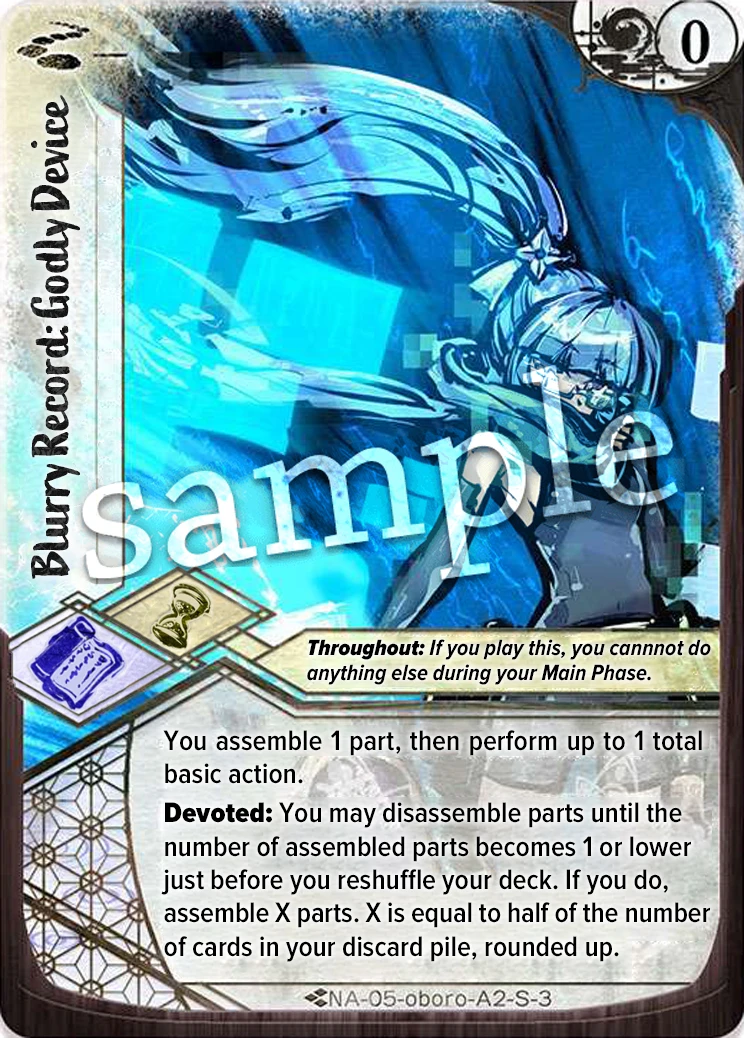 0
Blurry Record: Godly Device
sample
Throughout: If you play this, you cannnot do
anything else during your Main Phase.
You assemble 1 part, then perform up to 1 total
basic action.
Devoted: You may disassemble parts until the
number of assembled parts becomes 1 or lower
just before you reshuffle your deck. If you do,
assemble X parts. X is equal to half of the number
of cards in your discard pile, rounded up.
NA-05-oboro-A2-S-3